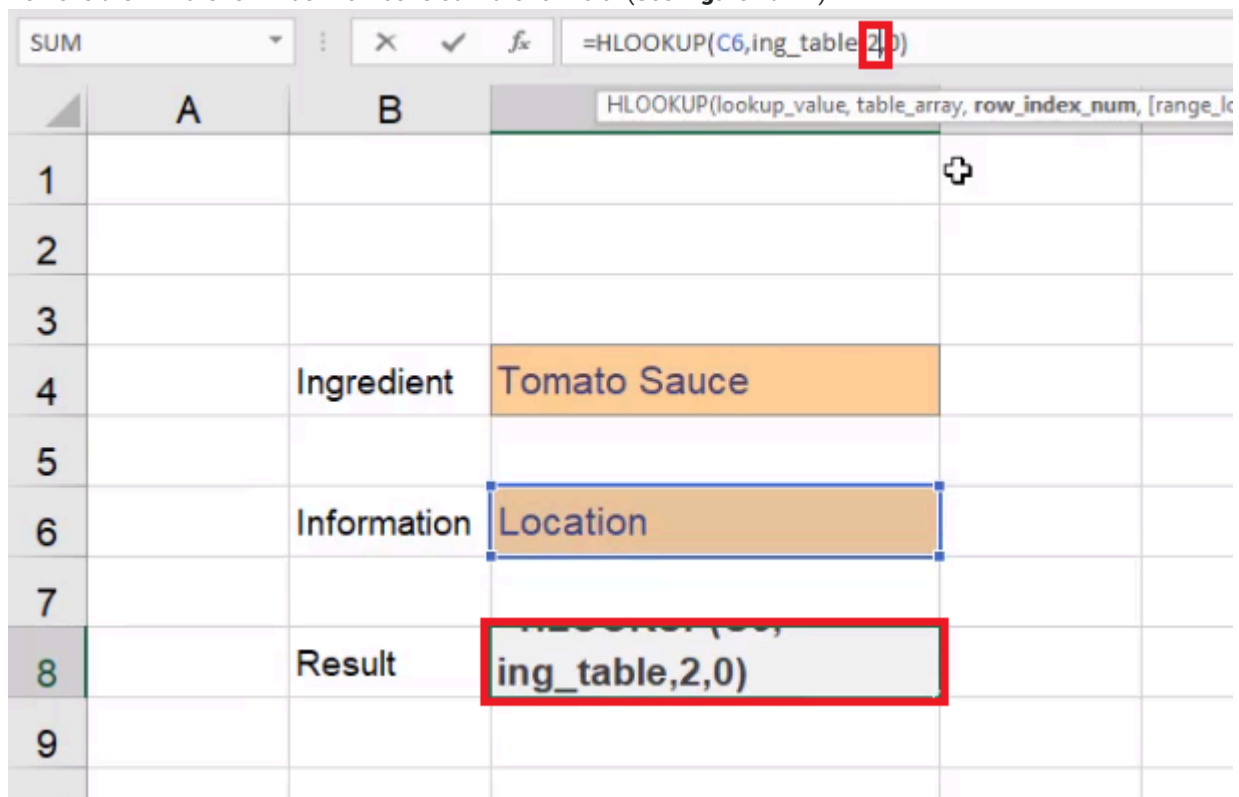 SUM fx =HLOOKUP(C6,ing_table,2,0)
HLOOKUP(lookup_value, table_array, row_index_num, [range_lo
A B
1
2
3
4 Ingredient Tomato Sauce
5
6 Information Location
7
8 Result ing_table,2,0)
9